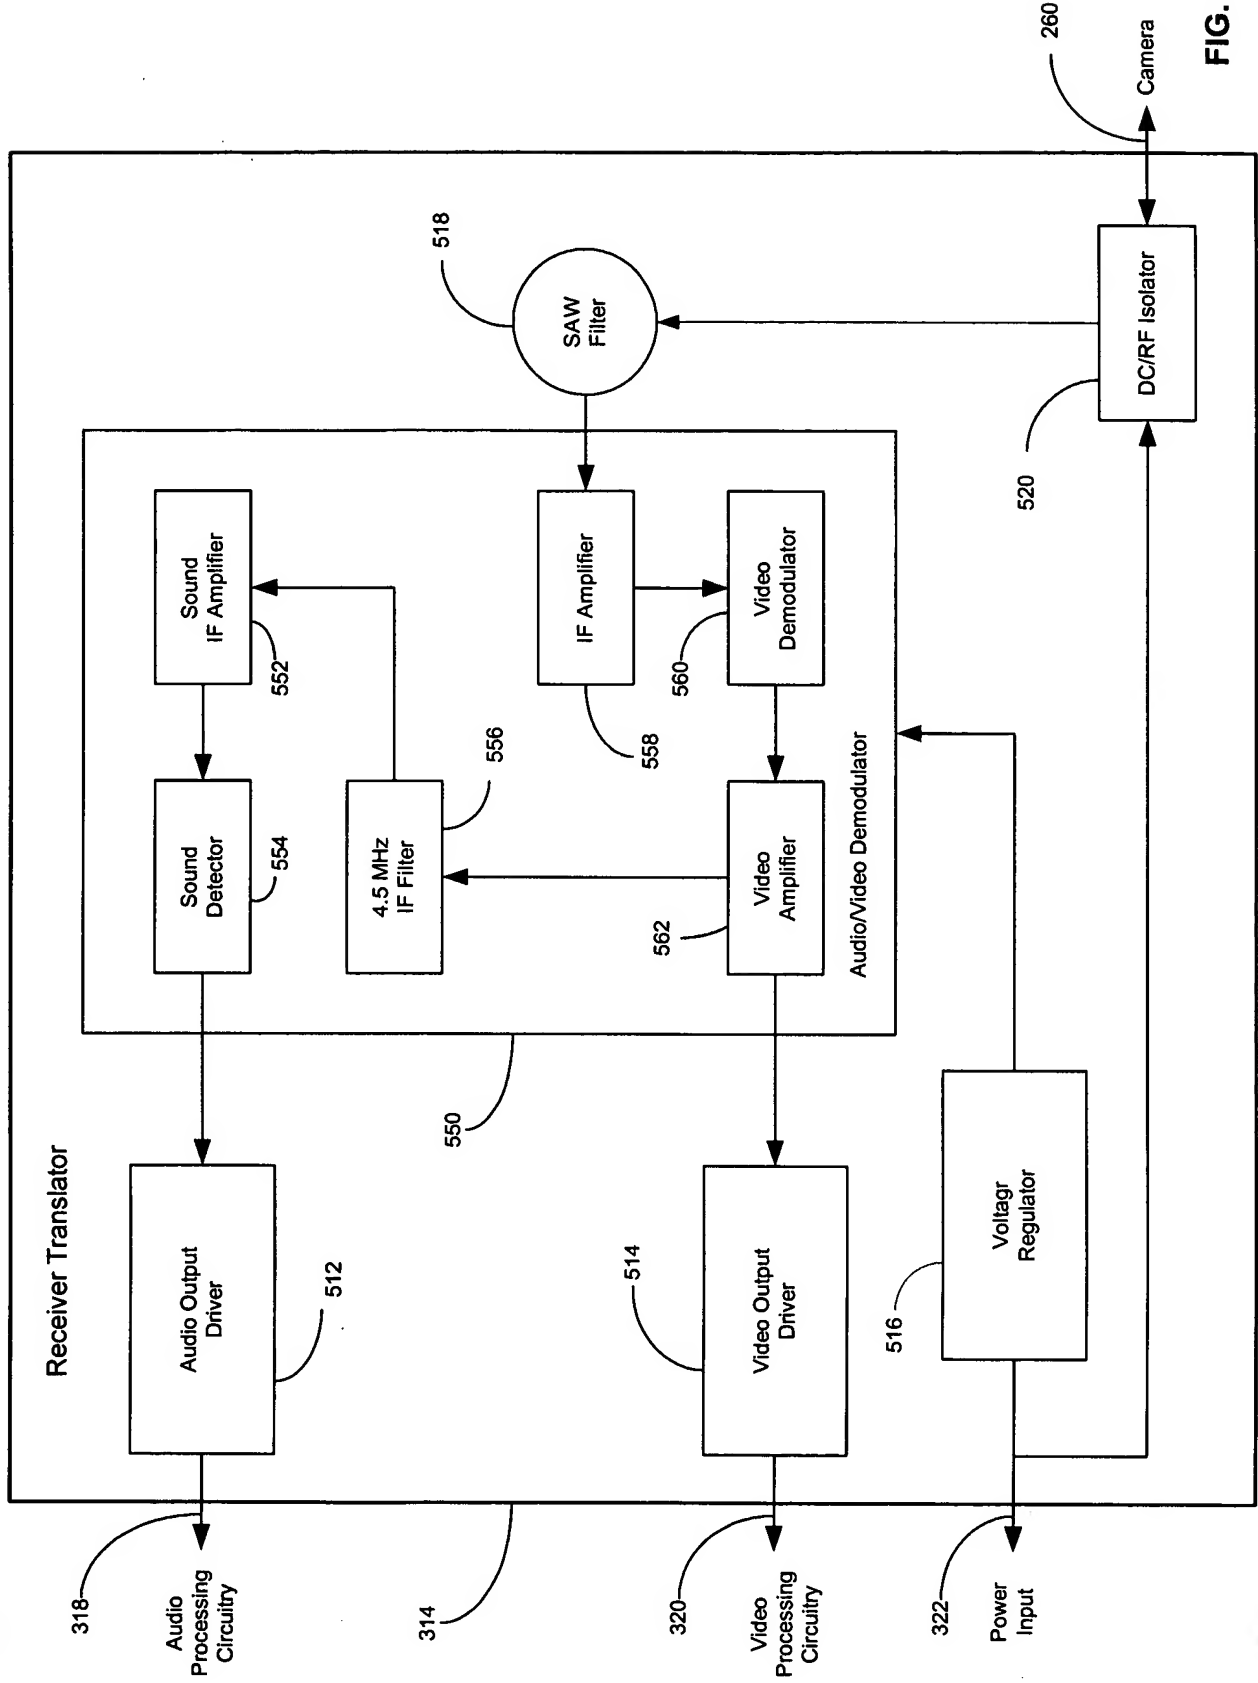 Receiver Translator
318
Audio
Processing
Circuitry
Audio Output
Driver
512
Sound
Detector
554
Sound
IF Amplifier
552
4.5 MHz
IF Filter
556
SAW
Filter
518
IF Amplifier
558
Video
Demodulator
560
Video
Amplifier
562
Audio/Video Demodulator
550
314
320
Video
Processing
Circuitry
Video Output
Driver
514
322
Power
Input
Voltagr
Regulator
516
DC/RF Isolator
520
260
Camera
FIG.